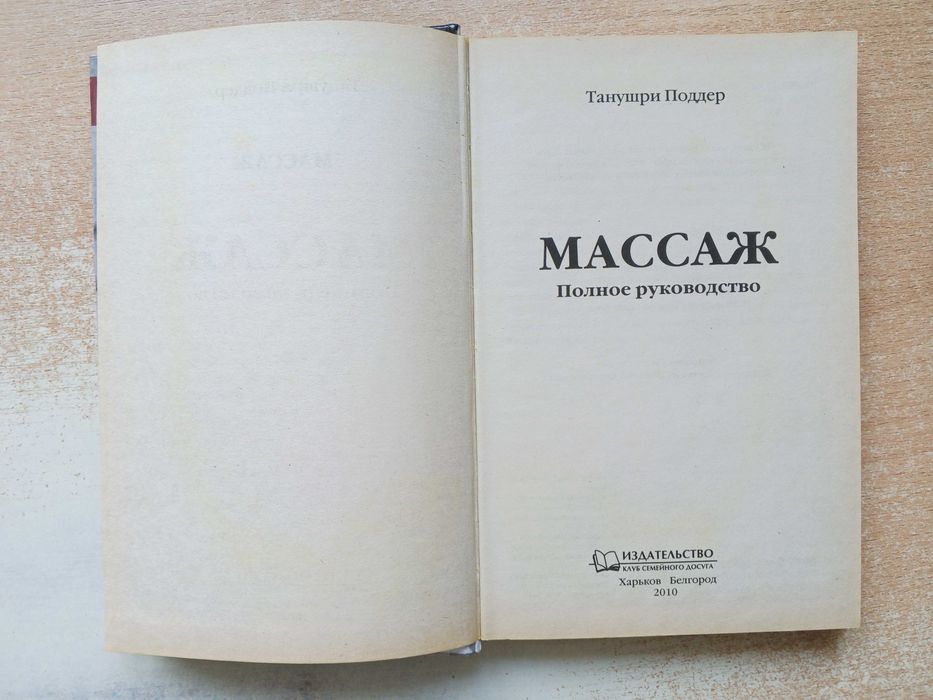 Танушри Поддер
МАССАЖ
Полное руководство
ИЗДАТЕЛЬСТВО
КЛУБ СЕМЕЙНОГО ДОСУГА
Харьков Белгород
2010